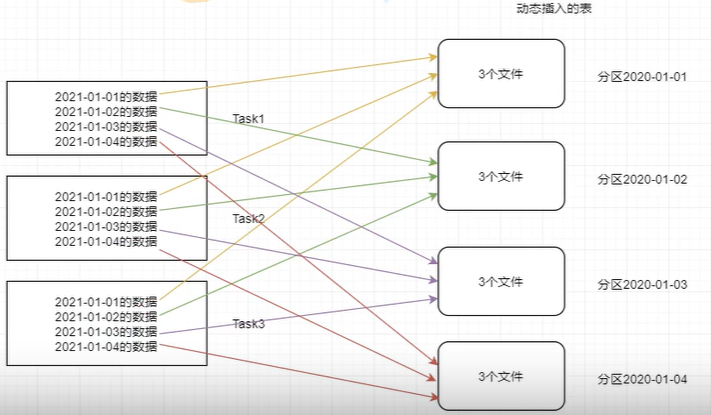 动态插入的表
3个文件
分区2020-01-01
2021-01-01的数据
2021-01-02的数据
2021-01-03的数据
2021-01-04的数据
Task1
3个文件
分区2020-01-02
2021-01-01的数据
2021-01-02的数据
2021-01-03的数据
2021-01-04的数据
Task2
3个文件
分区2020-01-03
2021-01-01的数据
2021-01-02的数据
2021-01-03的数据
2021-01-04的数据
Task3
3个文件
分区2020-01-04